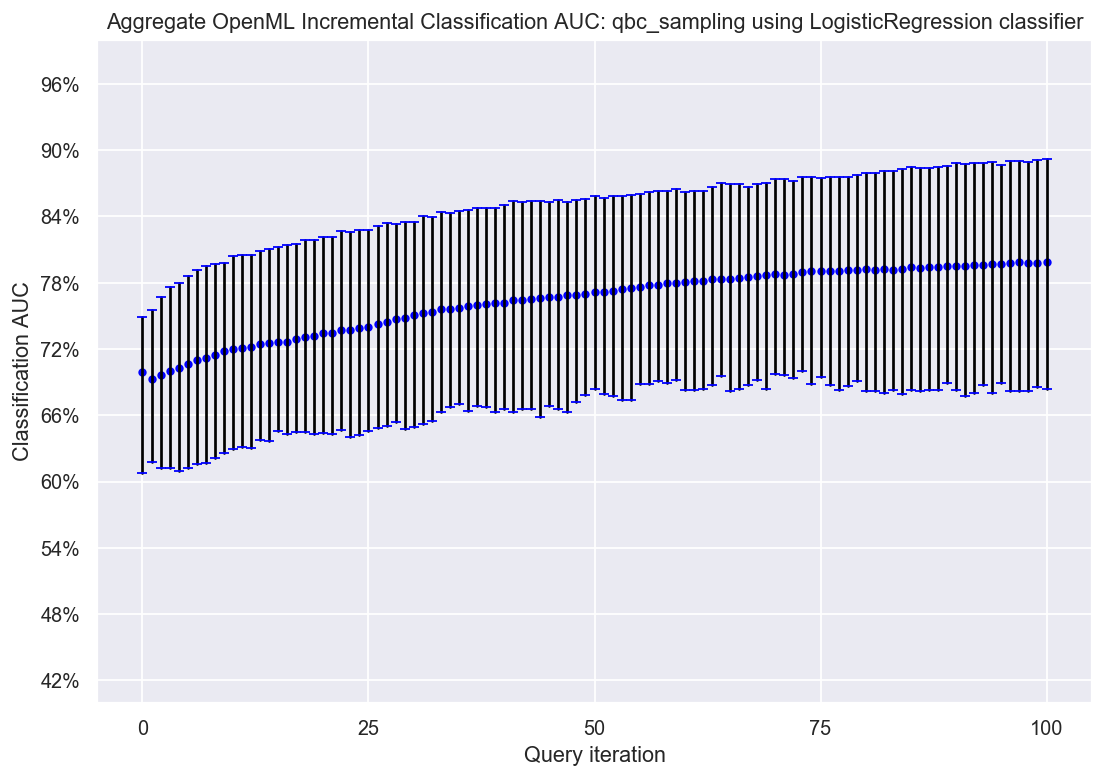 Aggregate OpenML Incremental Classification AUC: qbc_sampling using LogisticRegression classifier
96%
90%
84%
78%
72%
66%
60%
54%
48%
42%
Classification AUC
0 25 50 75 100
Query iteration